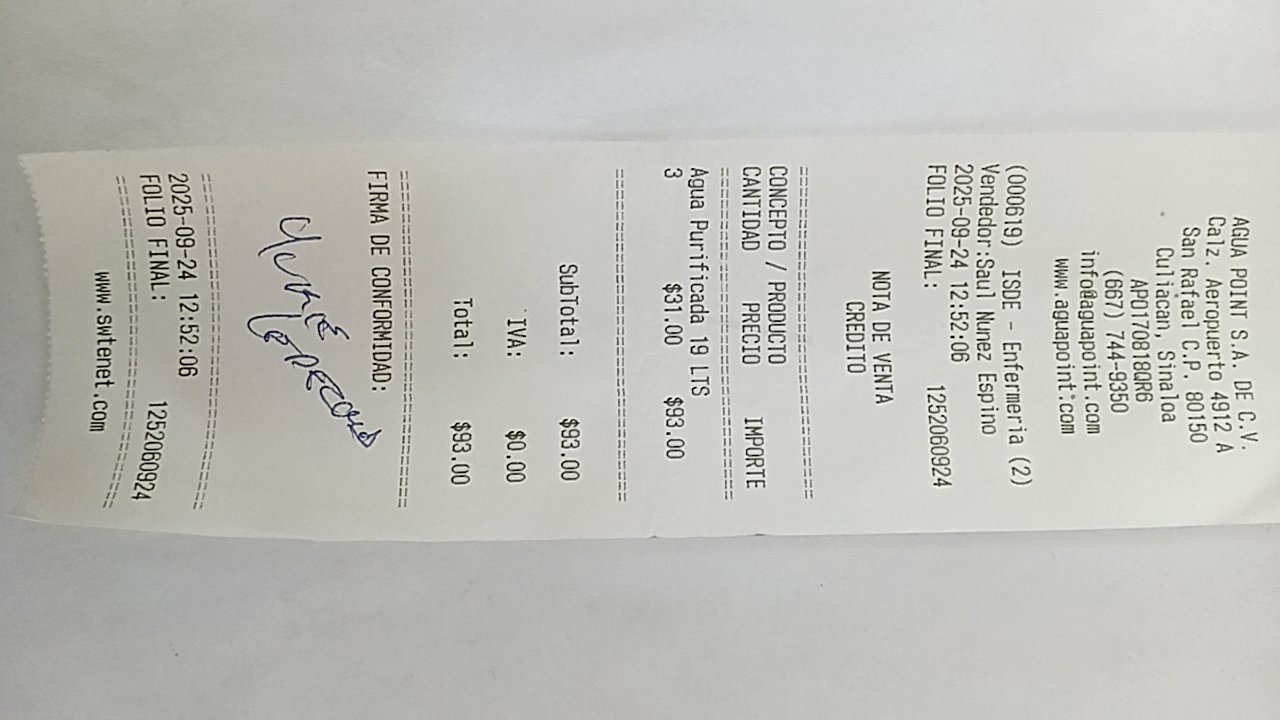 AGUA POINT S.A. DE C.V.
Calz. Aeropuerto 4912 A
San Rafael C.P. 80150
Culiacan, Sinaloa
APO170818QR6
(667) 744-9350
info@aguapoint.com
www.aguapoint.com
(000619) ISDE - Enfermeria (2)
Vendedor:Saul Nunez Espino
2025-09-24 12:52:06
FOLIO FINAL: 1252060924
NOTA DE VENTA
CREDITO
CONCEPTO / PRODUCTO
CANTIDAD PRECIO IMPORTE
Agua Purificada 19 LTS
3 $31.00 $93.00
SubTotal: $93.00
IVA: $0.00
Total: $93.00
FIRMA DE CONFORMIDAD:
2025-09-24 12:52:06
FOLIO FINAL: 1252060924
www.swtenet.com